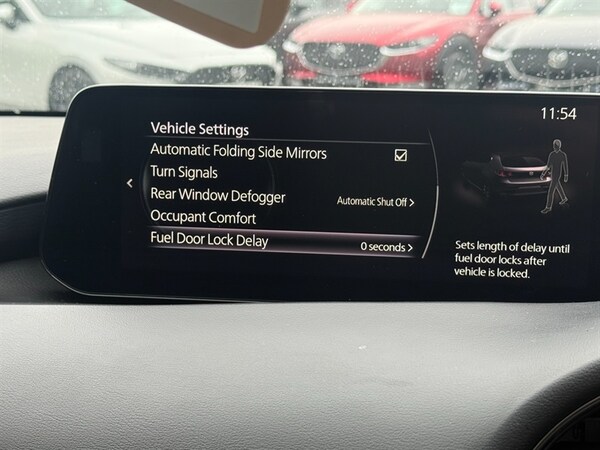 11:54
Vehicle Settings
Automatic Folding Side Mirrors
Turn Signals
Rear Window Defogger Automatic Shut Off >
Occupant Comfort
Fuel Door Lock Delay 0 seconds >
Sets length of delay until
fuel door locks after
vehicle is locked.